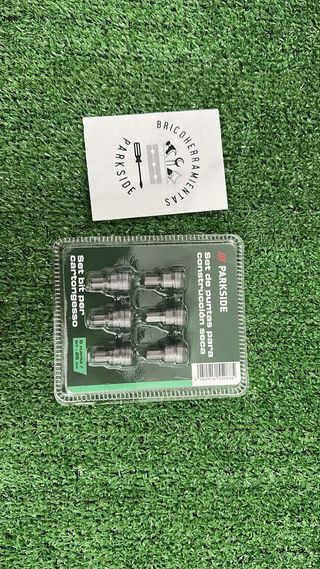 BRICOHERRAMIENTAS
PARKSIDE
PARKSIDE
Set de puntas para
construcción seca
Set bit per
cartongesso